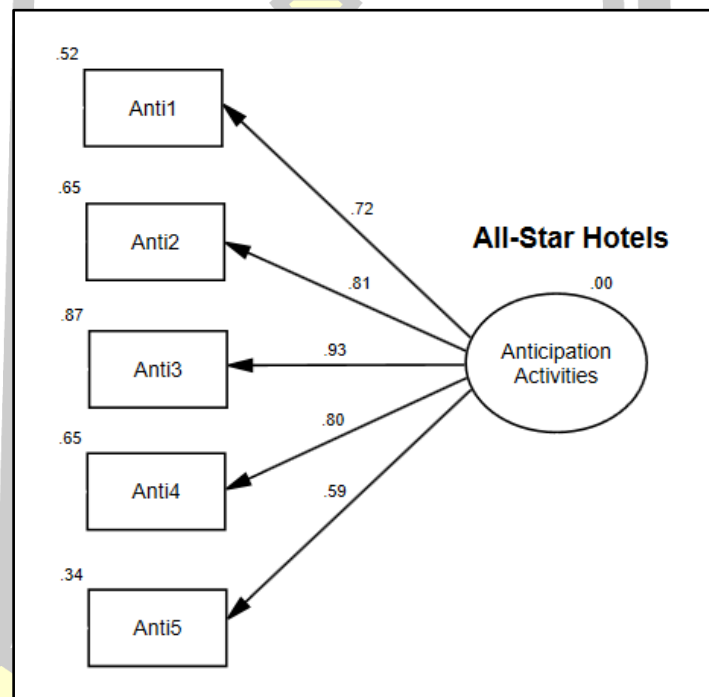 .52
Anti1
.72
.65
Anti2
All-Star Hotels
.81
.00
.87
Anti3
.93
Anticipation
Activities
.65
Anti4
.80
.59
.34
Anti5